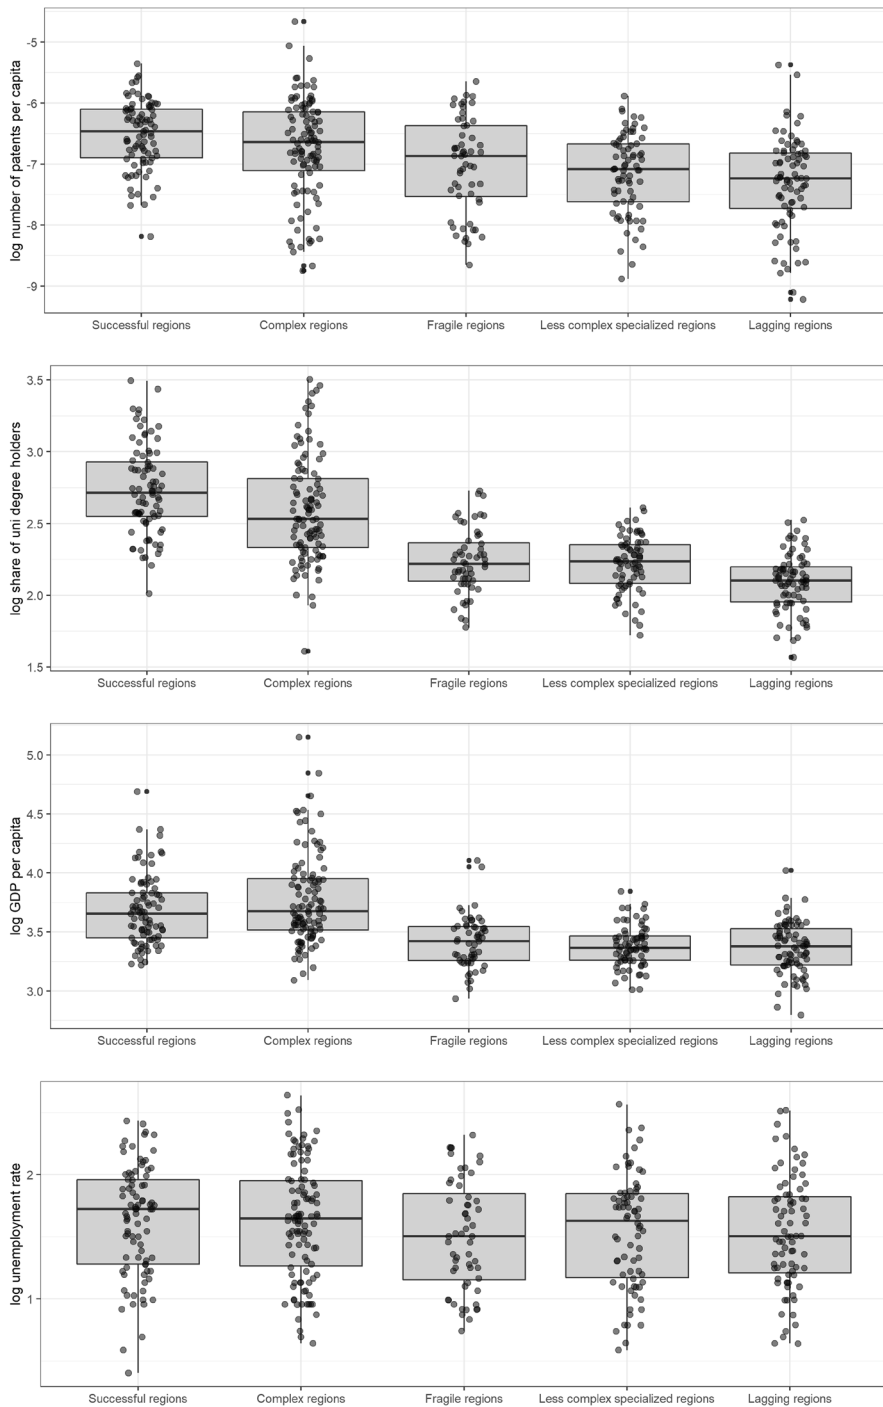 log number of patents per capita
-5
-6
-7
-8
-9
Successful regions Complex regions Fragile regions Less complex specialized regions Lagging regions
log share of uni degree holders
3.5
3.0
2.5
2.0
1.5
Successful regions Complex regions Fragile regions Less complex specialized regions Lagging regions
log GDP per capita
5.0
4.5
4.0
3.5
3.0
Successful regions Complex regions Fragile regions Less complex specialized regions Lagging regions
log unemployment rate
2
1
Successful regions Complex regions Fragile regions Less complex specialized regions Lagging regions